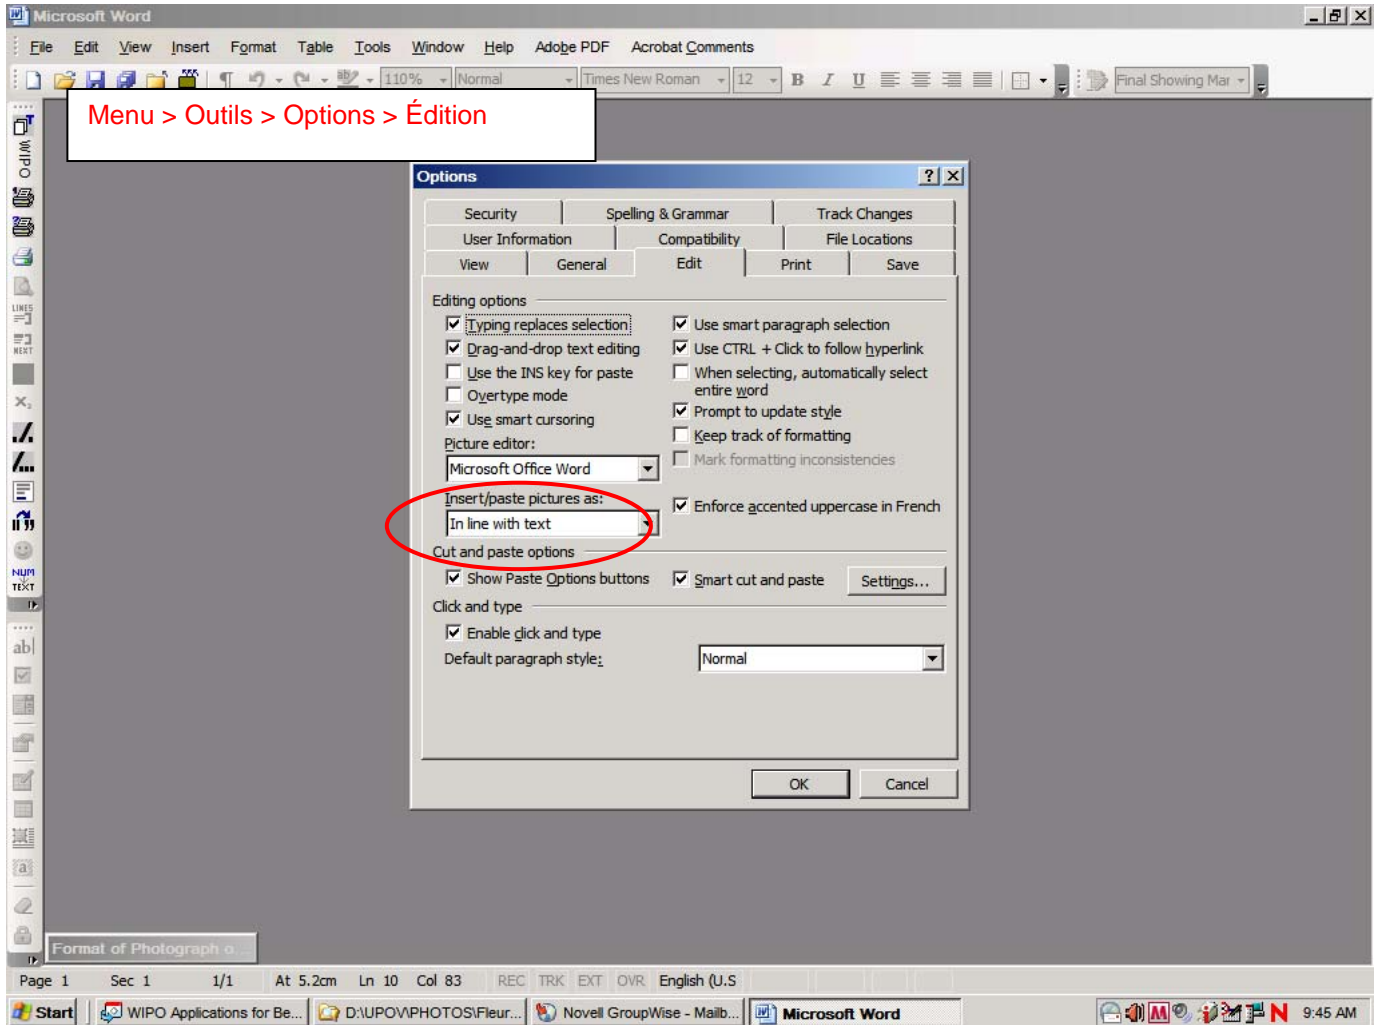 Microsoft Word
File Edit View Insert Format Table Tools Window Help Adobe PDF Acrobat Comments
110% Normal Times New Roman 12 B I U Final Showing Mar
Menu > Outils > Options > Édition
WIPO
LINES
NEXT
NUM
TEXT
ab
a
Options
Security Spelling & Grammar Track Changes
User Information Compatibility File Locations
View General Edit Print Save
Editing options
Typing replaces selection
Drag-and-drop text editing
Use the INS key for paste
Overtype mode
Use smart cursoring
Picture editor:
Microsoft Office Word
Insert/paste pictures as:
In line with text
Use smart paragraph selection
Use CTRL + Click to follow hyperlink
When selecting, automatically select
entire word
Prompt to update style
Keep track of formatting
Mark formatting inconsistencies
Enforce accented uppercase in French
Cut and paste options
Show Paste Options buttons Smart cut and paste Settings...
Click and type
Enable click and type
Default paragraph style: Normal
OK Cancel
Format of Photograph o...
Page 1 Sec 1 1/1 At 5.2cm Ln 10 Col 83 REC TRK EXT OVR English (U.S
Start WIPO Applications for Be... D:\UPOV\PHOTOS\Fleur... Novell GroupWise - Mailb... Microsoft Word 9:45 AM